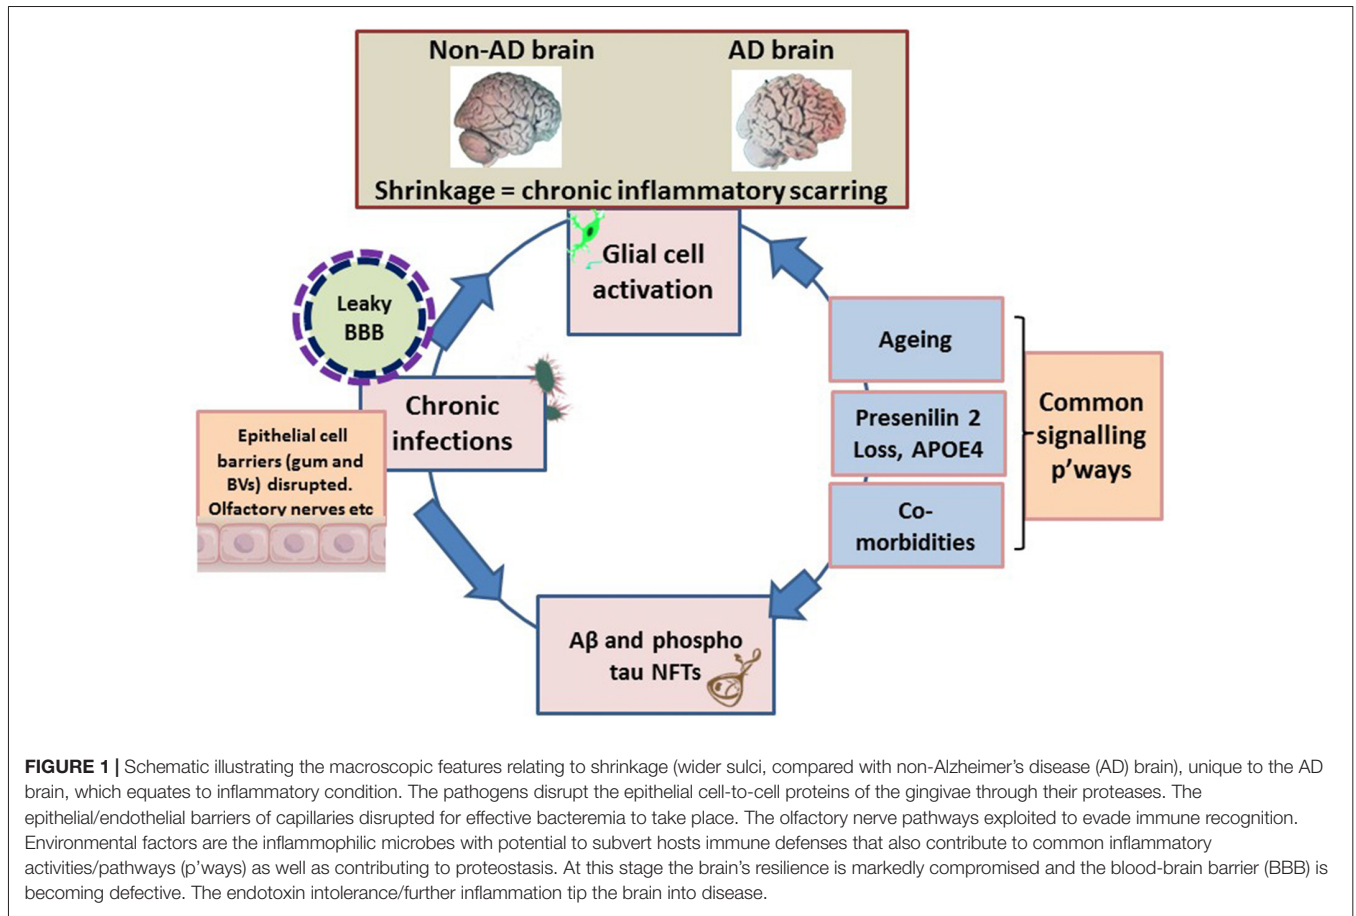 Non-AD brain
AD brain
Shrinkage = chronic inflammatory scarring
Glial cell
activation
Leaky
BBB
Ageing
Chronic
infections
Presenilin 2
Loss, APOE4
Common
signalling
p'ways
Epithelial cell
barriers (gum and
BVs) disrupted.
Olfactory nerves etc
Co-
morbidities
Aβ and phospho
tau NFTs
FIGURE 1 | Schematic illustrating the macroscopic features relating to shrinkage (wider sulci, compared with non-Alzheimer's disease (AD) brain), unique to the AD
brain, which equates to inflammatory condition. The pathogens disrupt the epithelial cell-to-cell proteins of the gingivae through their proteases. The
epithelial/endothelial barriers of capillaries disrupted for effective bacteremia to take place. The olfactory nerve pathways exploited to evade immune recognition.
Environmental factors are the inflammophilic microbes with potential to subvert hosts immune defenses that also contribute to common inflammatory
activities/pathways (p'ways) as well as contributing to proteostasis. At this stage the brain's resilience is markedly compromised and the blood-brain barrier (BBB) is
becoming defective. The endotoxin intolerance/further inflammation tip the brain into disease.